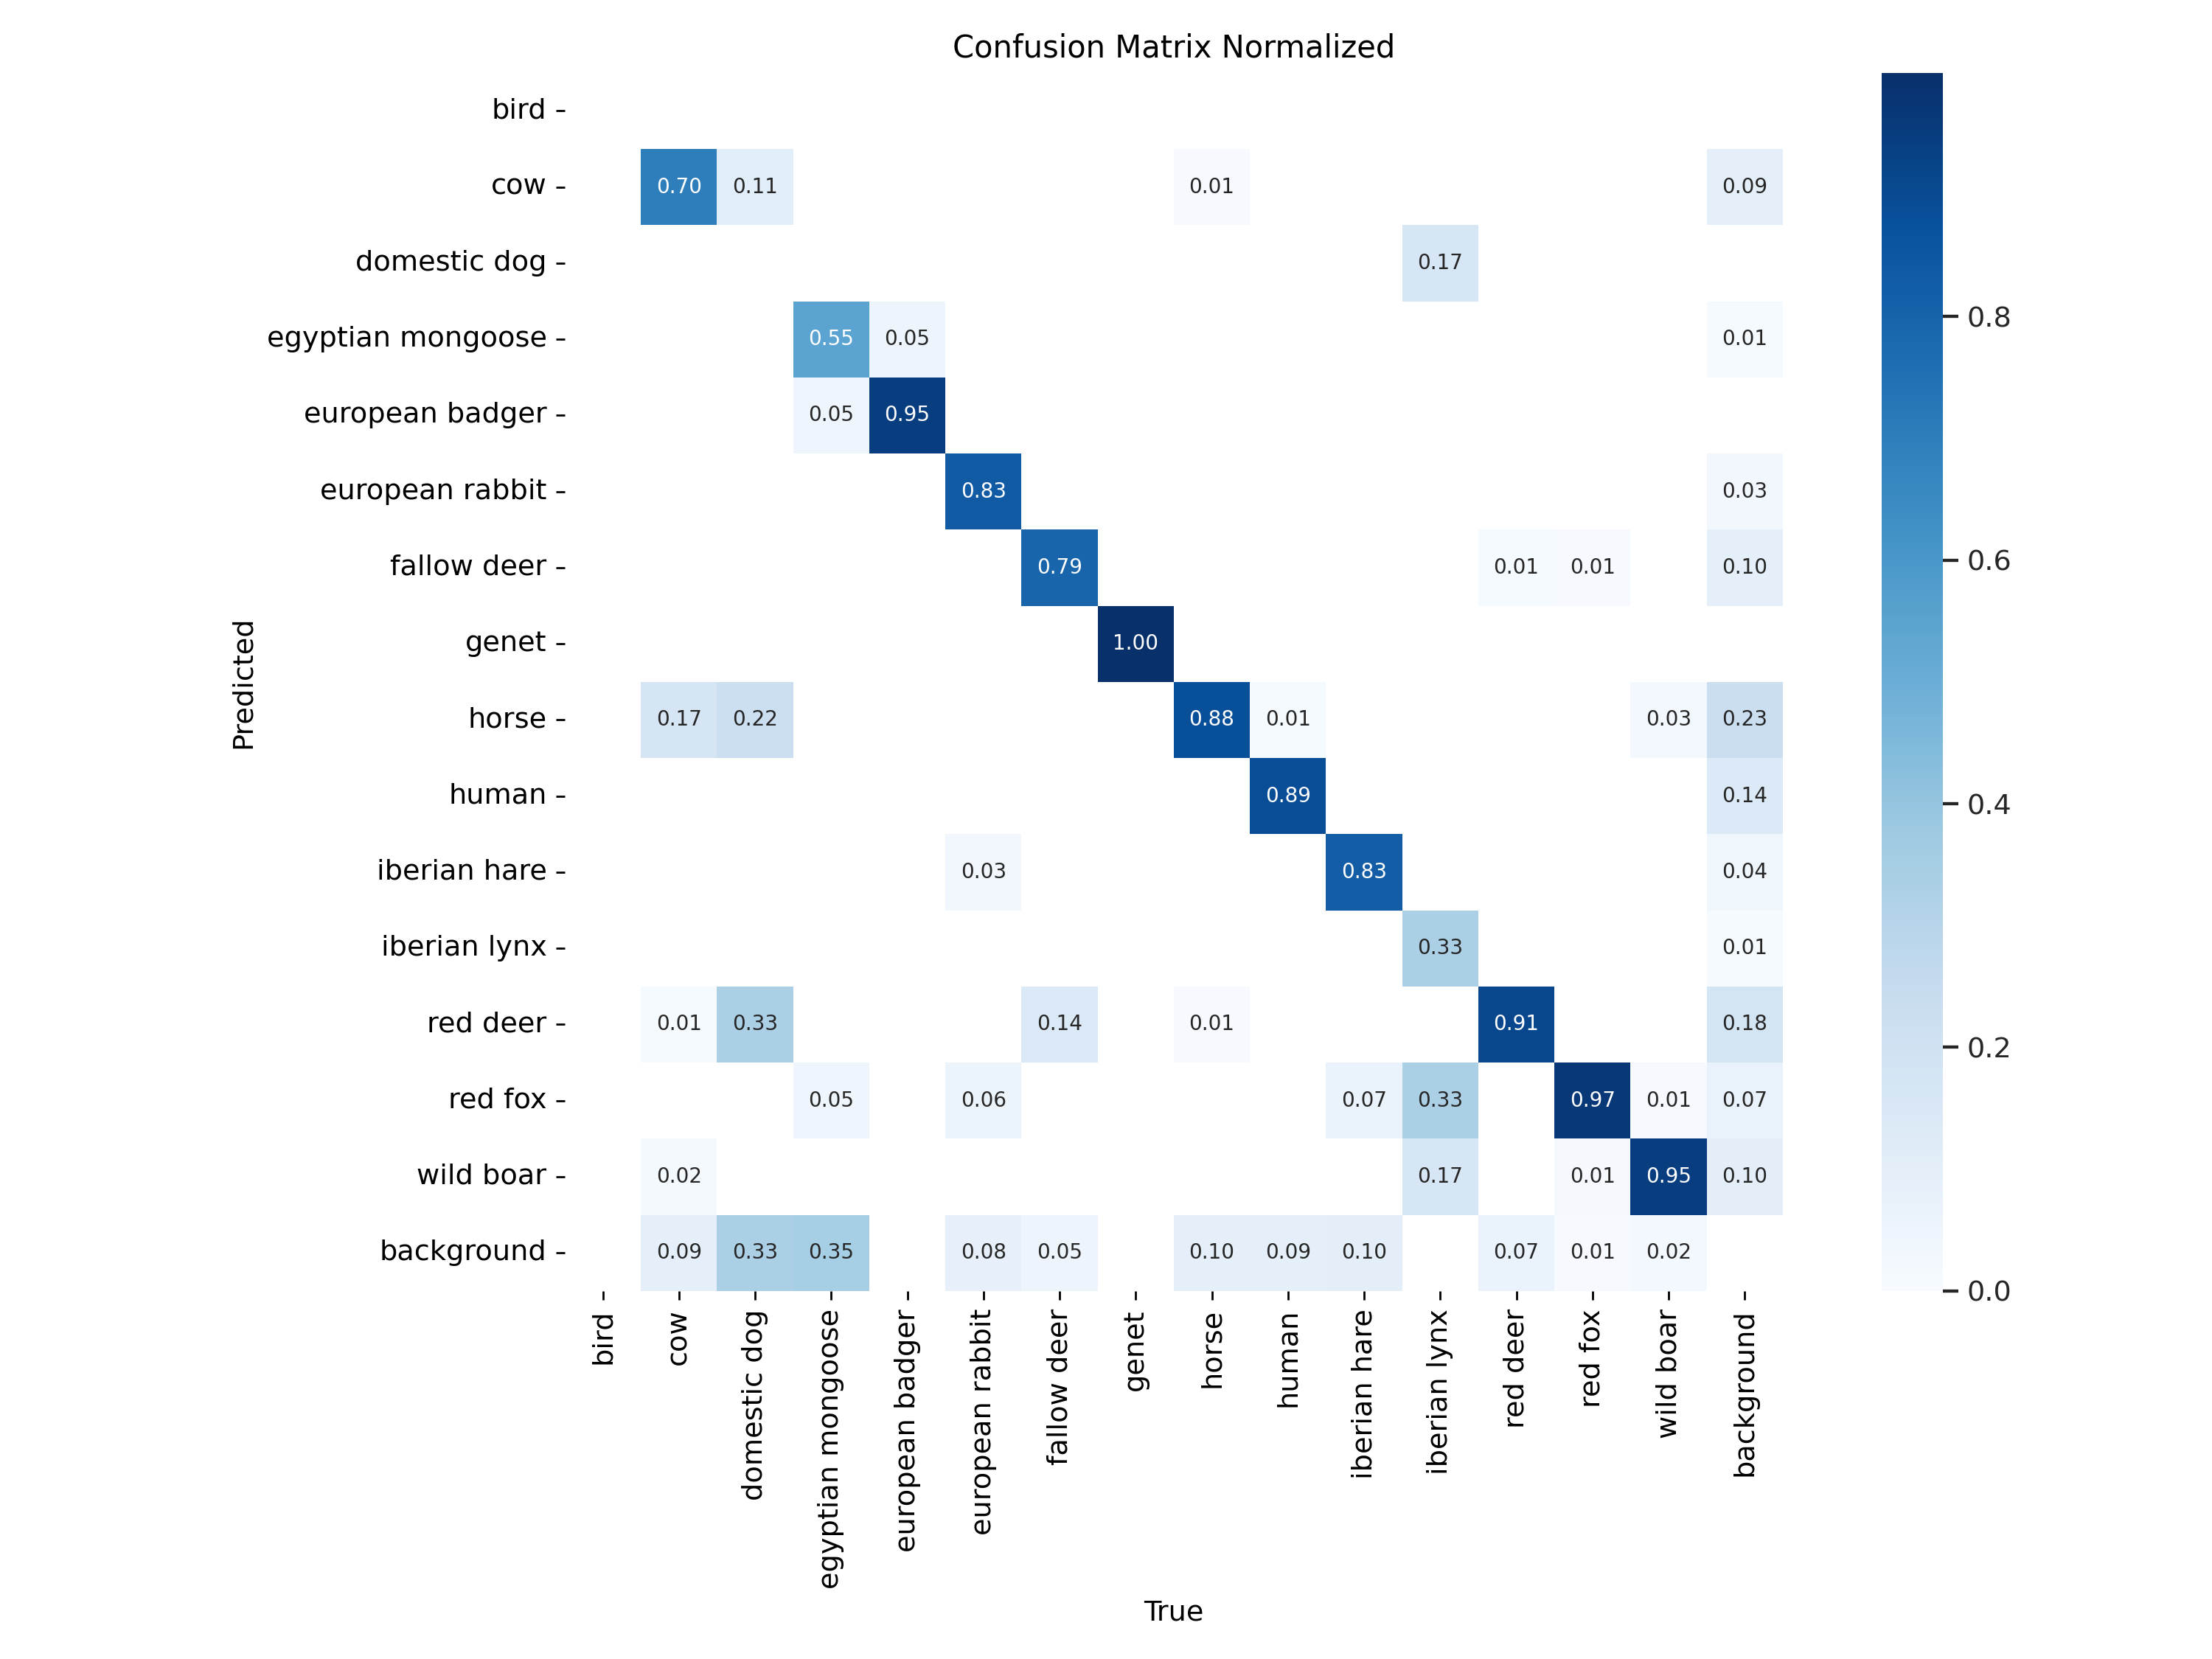 Confusion Matrix Normalized
bird
cow 0.70 0.11 0.01 0.09
domestic dog 0.17
egyptian mongoose 0.55 0.05 0.01
european badger 0.05 0.95
european rabbit 0.83 0.03
fallow deer 0.79 0.01 0.01 0.10
genet 1.00
horse 0.17 0.22 0.88 0.01 0.03 0.23
human 0.89 0.14
iberian hare 0.03 0.83 0.04
iberian lynx 0.33 0.01
red deer 0.01 0.33 0.14 0.01 0.91 0.18
red fox 0.05 0.06 0.07 0.33 0.97 0.01 0.07
wild boar 0.02 0.17 0.01 0.95 0.10
background 0.09 0.33 0.35 0.08 0.05 0.10 0.09 0.10 0.07 0.01 0.02
Predicted
bird
cow
domestic dog
egyptian mongoose
european badger
european rabbit
fallow deer
genet
horse
human
iberian hare
iberian lynx
red deer
red fox
wild boar
background
True
0.8
0.6
0.4
0.2
0.0